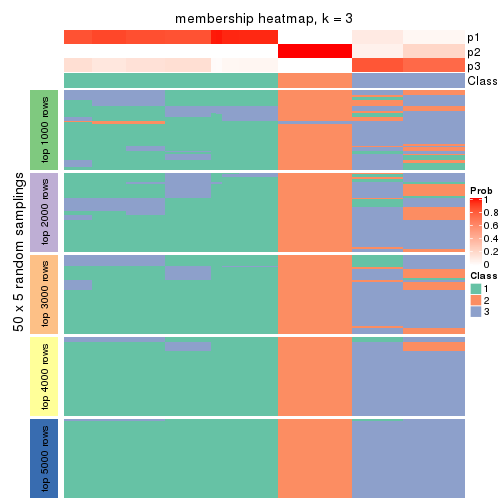 membership heatmap, k = 3
p1
p2
p3
Class
50 x 5 random samplings
top 1000 rows
top 2000 rows
top 3000 rows
top 4000 rows
top 5000 rows
Prob
1
0.8
0.6
0.4
0.2
0
Class
1
2
3